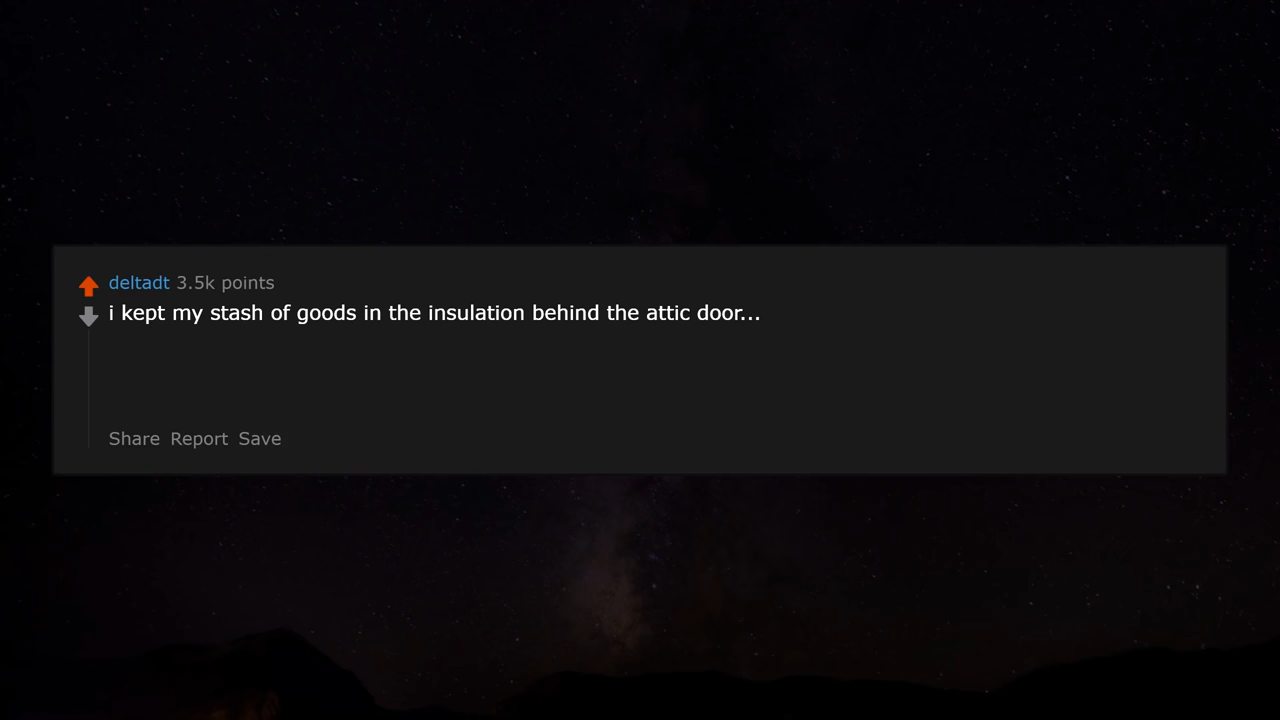 deltadt 3.5k points
i kept my stash of goods in the insulation behind the attic door...
Share Report Save